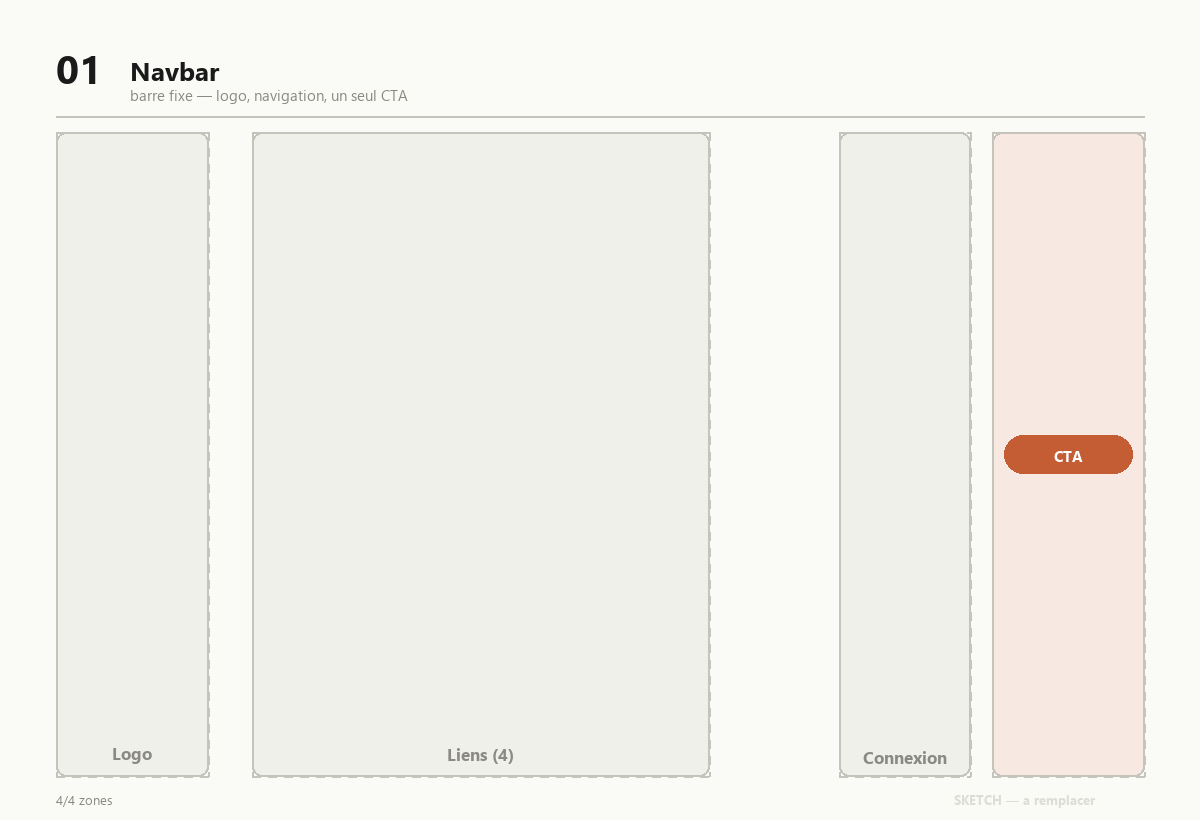 01 Navbar
barre fixe — logo, navigation, un seul CTA
CTA
Logo
Liens (4)
Connexion
4/4 zones
SKETCH — a remplacer